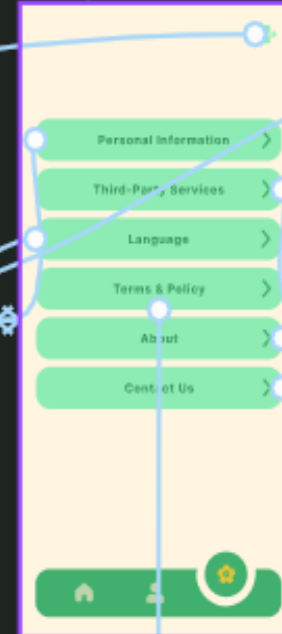 Personal Information
Third-Party Services
Language
Terms & Policy
About
Contact Us